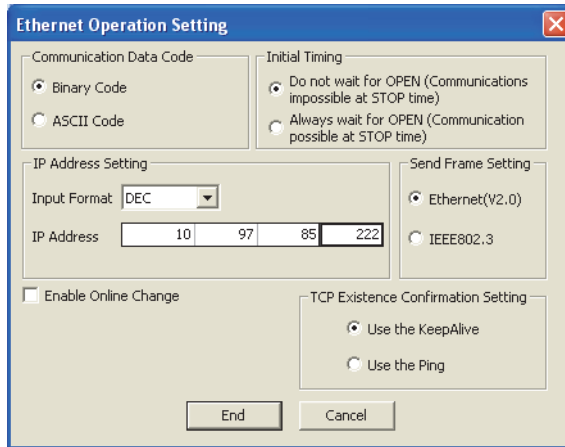 Ethernet Operation Setting
Communication Data Code
Binary Code
ASCII Code
Initial Timing
Do not wait for OPEN (Communications
impossible at STOP time)
Always wait for OPEN (Communication
possible at STOP time)
IP Address Setting
Input Format DEC
IP Address 10 97 85 222
Send Frame Setting
Ethernet(V2.0)
IEEE802.3
Enable Online Change
TCP Existence Confirmation Setting
Use the KeepAlive
Use the Ping
End Cancel